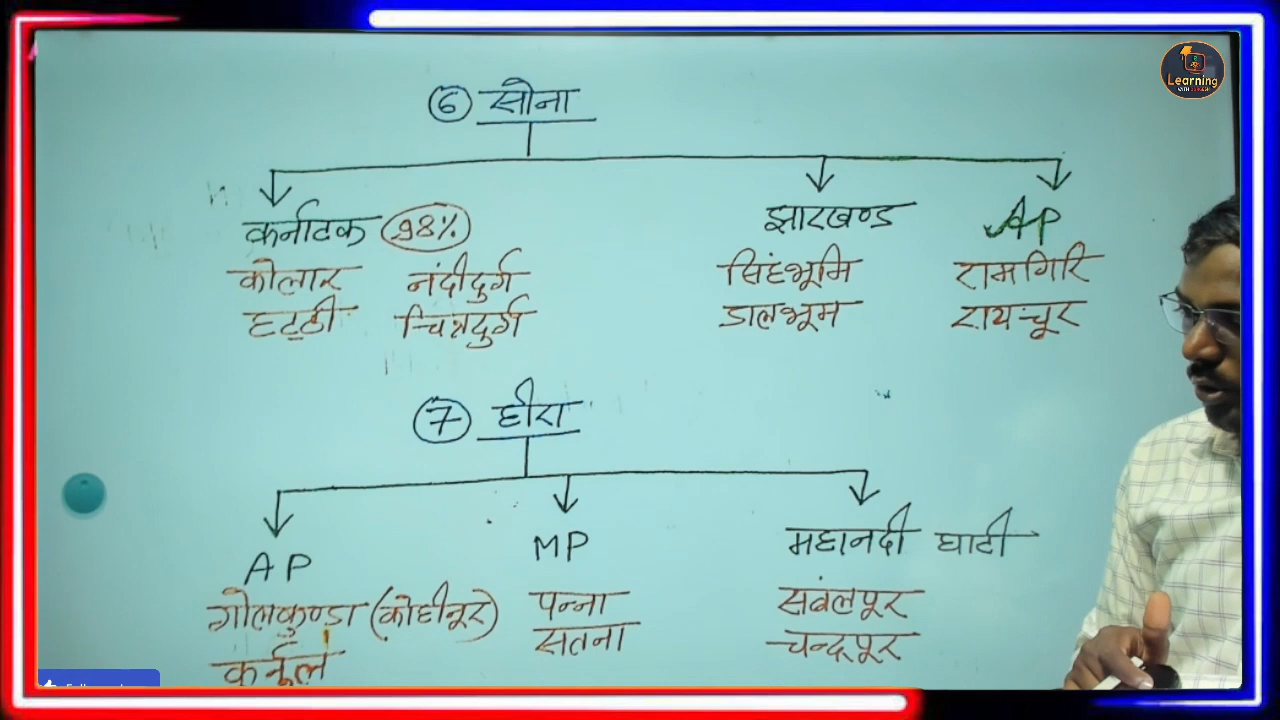 Learning
6 सोना
कर्नाटक 98% झारखण्ड AP
कोलार नंदीदुर्ग सिंहभूमि रामगिरि
हट्टी चित्रदुर्ग डालभूम रायचूर
7 हीरा
AP MP महानदी घाटी
गोलकुण्डा (कोहीनूर) पन्ना संबलपूर
कर्नूल सतना चन्द्रपूर